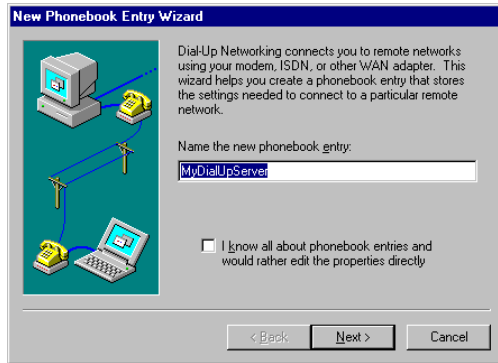 New Phonebook Entry Wizard
Dial-Up Networking connects you to remote networks
using your modem, ISDN, or other WAN adapter. This
wizard helps you create a phonebook entry that stores
the settings needed to connect to a particular remote
network.
Name the new phonebook entry:
MyDialUpServer
I know all about phonebook entries and
would rather edit the properties directly
< Back
Next >
Cancel